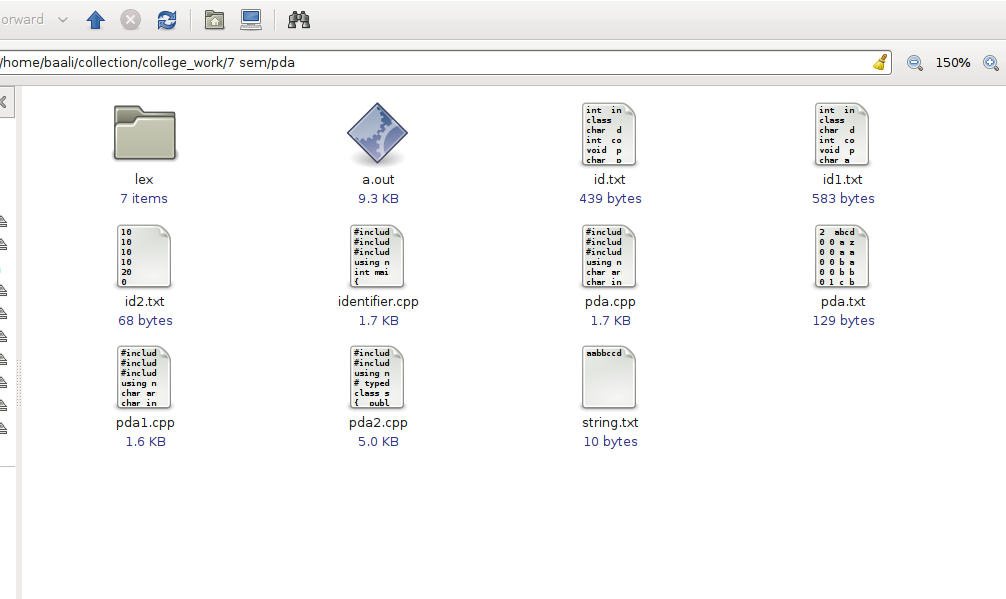 orward
/home/baali/collection/college_work/7 sem/pda
150%
lex
7 items
a.out
9.3 KB
int in
class
char d
int co
void p
char p
id.txt
439 bytes
int in
class
char d
int co
void p
char a
id1.txt
583 bytes
10
10
10
10
20
0
id2.txt
68 bytes
#includ
#includ
#includ
using n
int mai
{
identifier.cpp
1.7 KB
#includ
#includ
#includ
using n
char ar
char in
pda.cpp
1.7 KB
2 abcd
0 0 a z
0 0 a a
0 0 b a
0 0 b b
0 1 c b
pda.txt
129 bytes
#includ
#includ
#includ
using n
char ar
char in
pda1.cpp
1.6 KB
#includ
#includ
using n
# typed
class s
{ publ
pda2.cpp
5.0 KB
aabbccd
string.txt
10 bytes